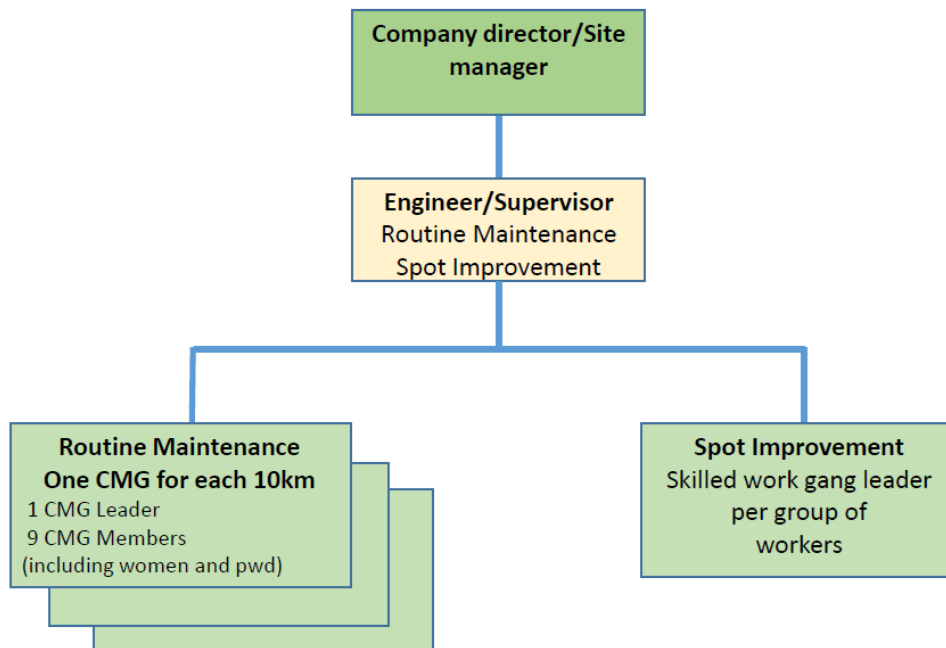 Company director/Site
manager
Engineer/Supervisor
Routine Maintenance
Spot Improvement
Routine Maintenance
One CMG for each 10km
1 CMG Leader
9 CMG Members
(including women and pwd)
Spot Improvement
Skilled work gang leader
per group of
workers